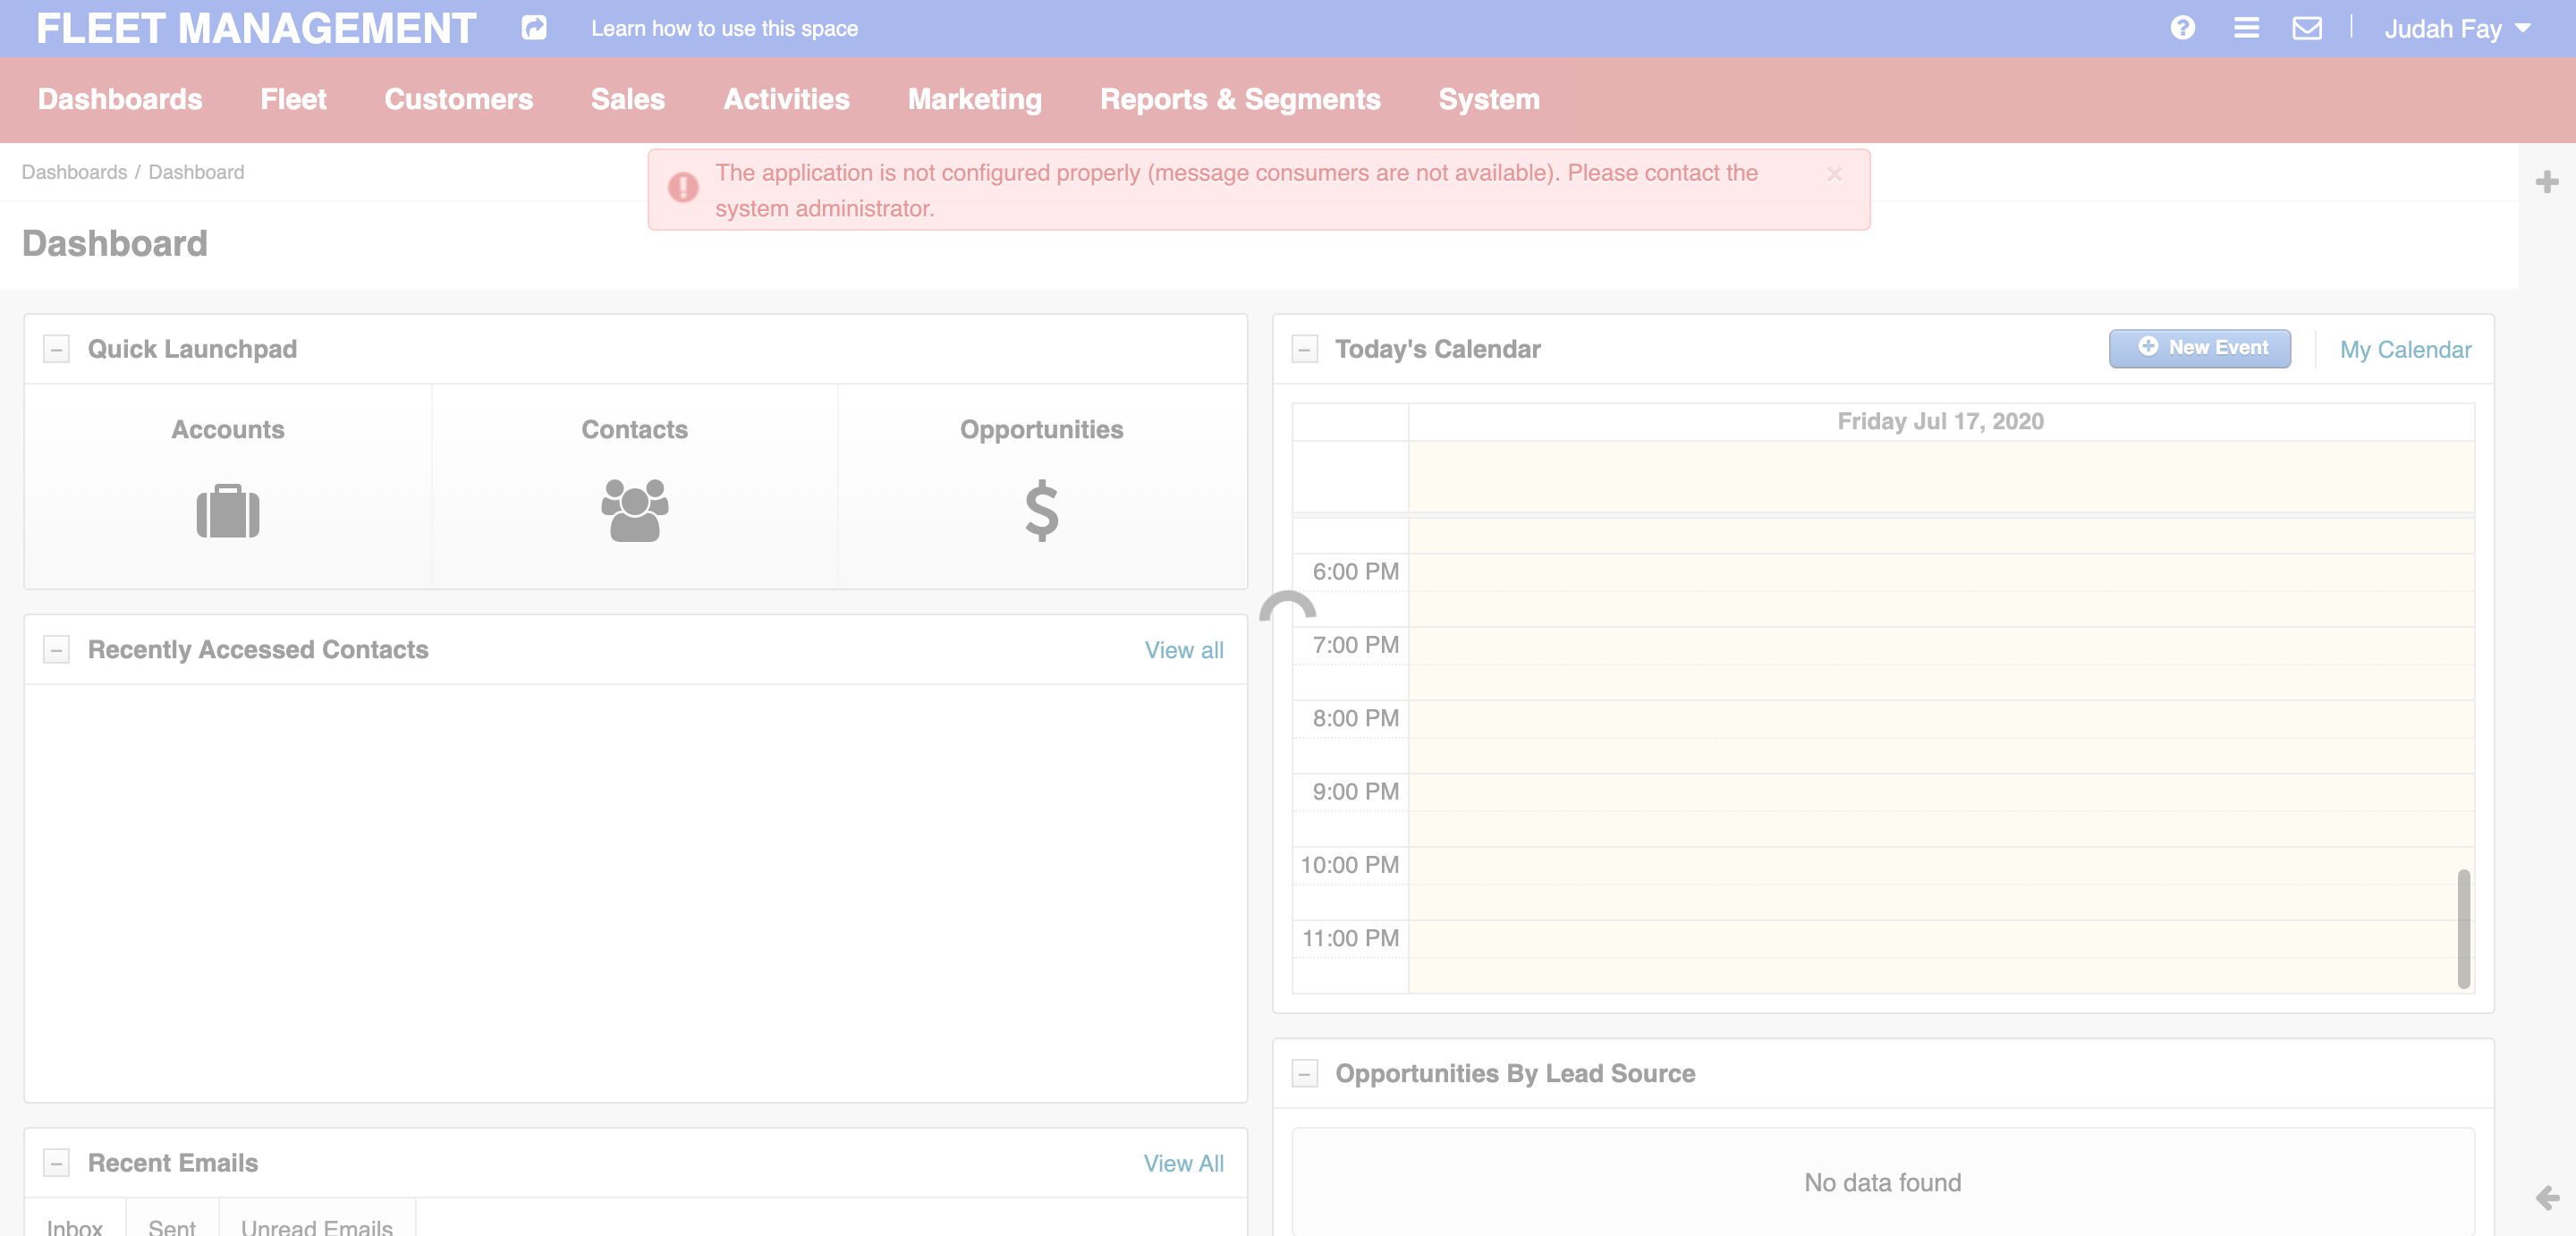 FLEET MANAGEMENT
Learn how to use this space
Judah Fay
Dashboards Fleet Customers Sales Activities Marketing Reports & Segments System
Dashboards / Dashboard
The application is not configured properly (message consumers are not available). Please contact the
system administrator.
Dashboard
Quick Launchpad
Accounts Contacts Opportunities
Recently Accessed Contacts View all
Recent Emails View All
Inbox Sent Unread Emails
Today's Calendar New Event My Calendar
Friday Jul 17, 2020
6:00 PM
7:00 PM
8:00 PM
9:00 PM
10:00 PM
11:00 PM
Opportunities By Lead Source
No data found